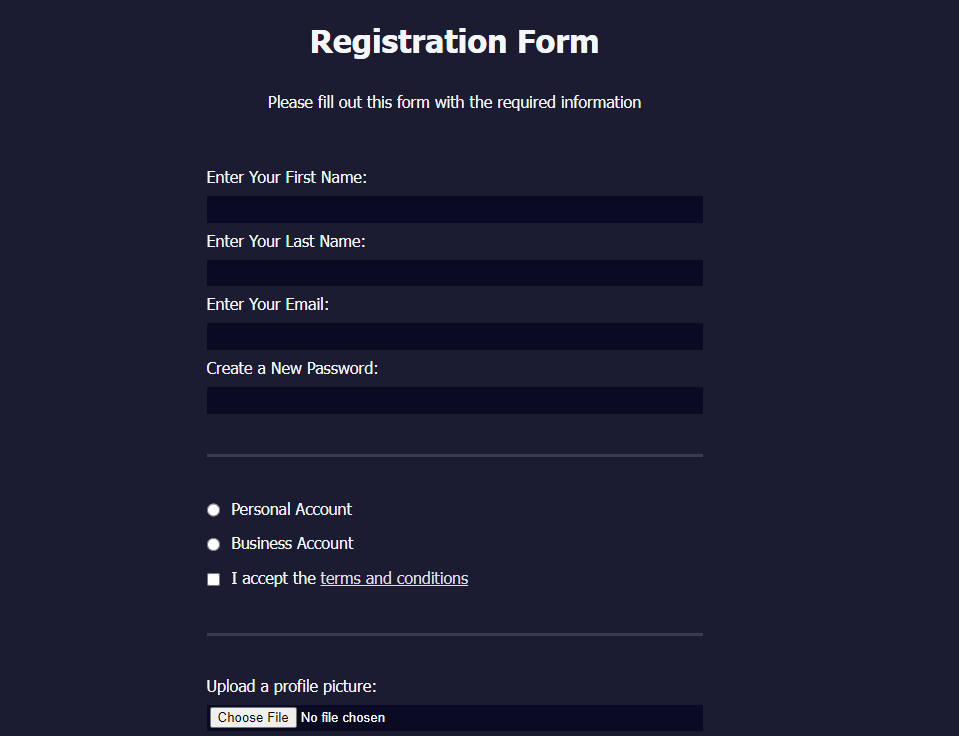 Registration Form
Please fill out this form with the required information
Enter Your First Name:
Enter Your Last Name:
Enter Your Email:
Create a New Password:
Personal Account
Business Account
I accept the terms and conditions
Upload a profile picture:
Choose File No file chosen